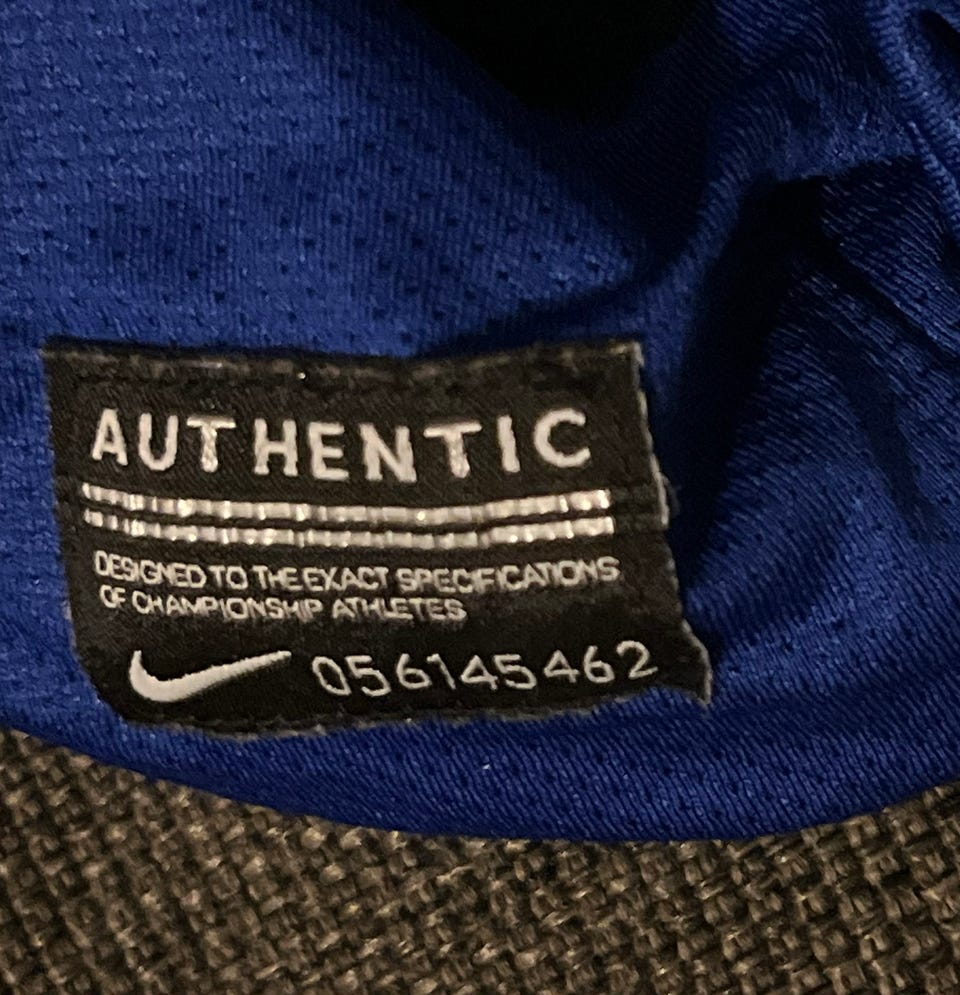 AUTHENTIC
DESIGNED TO THE EXACT SPECIFICATIONS
OF CHAMPIONSHIP ATHLETES
056145462